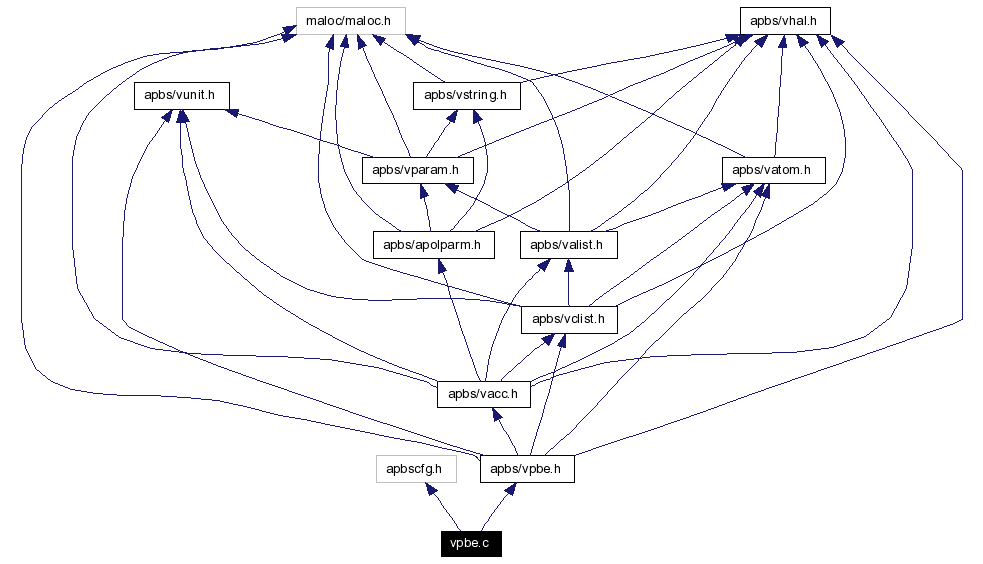 maloc/maloc.h
apbs/vhal.h
apbs/vunit.h
apbs/vstring.h
apbs/vparam.h
apbs/vatom.h
apbs/apolparm.h
apbs/valist.h
apbs/vclist.h
apbs/vacc.h
apbscfg.h
apbs/vpbe.h
vpbe.c